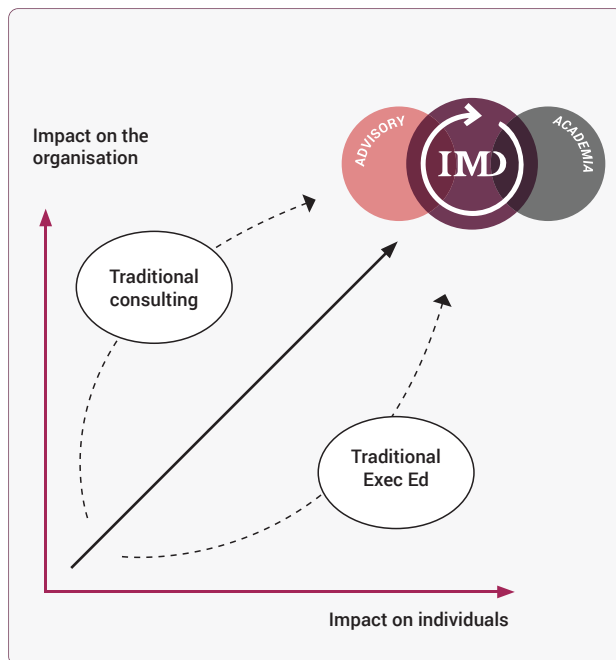 Impact on the
organisation
ADVISORY
IMD
ACADEMIA
Traditional
consulting
Traditional
Exec Ed
Impact on individuals